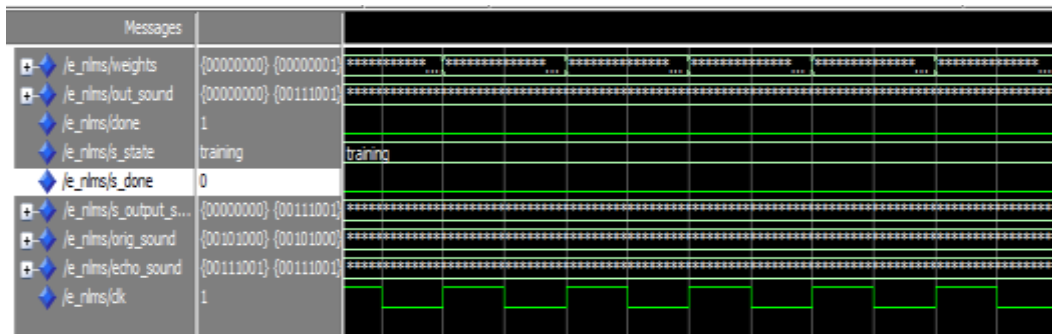 Messages
/e_nlms/weights {00000000} {00000001}
/e_nlms/out_sound {00000000} {00111001}
/e_nlms/done 1
/e_nlms/s_state training training
/e_nlms/s_done 0
/e_nlms/s_output_s... {00000000} {00111001}
/e_nlms/orig_sound {00101000} {00101000}
/e_nlms/echo_sound {00111001} {00111001}
/e_nlms/clk 1